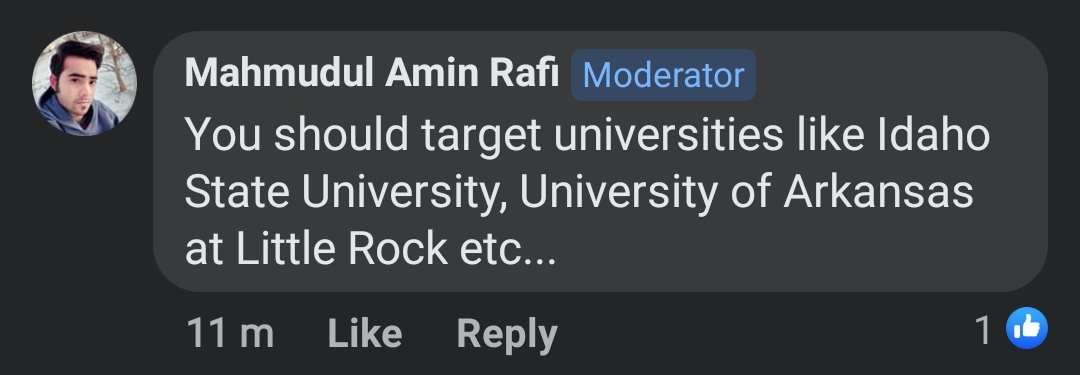 Mahmudul Amin Rafi Moderator
You should target universities like Idaho
State University, University of Arkansas
at Little Rock etc...
11 m Like Reply 1